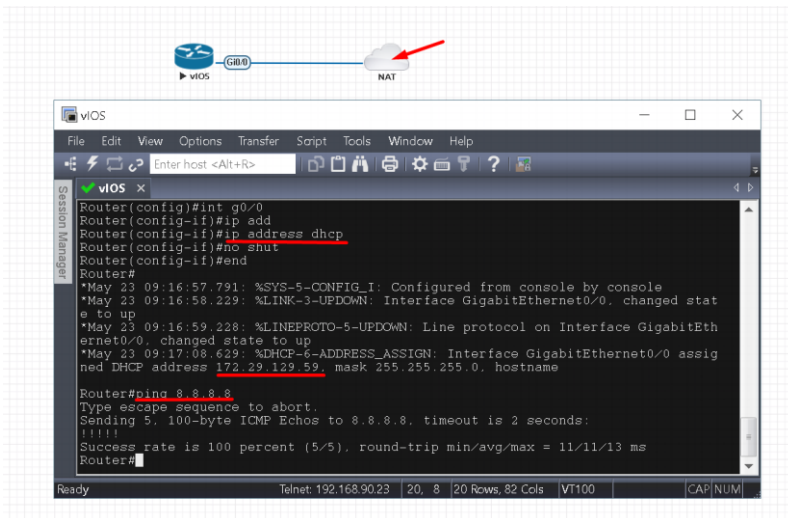 Gi0/0
vIOS
NAT
vIOS
File Edit View Options Transfer Script Tools Window Help
Enter host <Alt+R>
Session Manager
vIOS
Router(config)#int g0/0
Router(config-if)#ip add
Router(config-if)#ip address dhcp
Router(config-if)#no shut
Router(config-if)#end
Router#
*May 23 09:16:57.791: %SYS-5-CONFIG_I: Configured from console by console
*May 23 09:16:58.229: %LINK-3-UPDOWN: Interface GigabitEthernet0/0, changed stat
e to up
*May 23 09:16:59.228: %LINEPROTO-5-UPDOWN: Line protocol on Interface GigabitEth
ernet0/0, changed state to up
*May 23 09:17:08.629: %DHCP-6-ADDRESS_ASSIGN: Interface GigabitEthernet0/0 assig
ned DHCP address 172.29.129.59, mask 255.255.255.0, hostname
Router#ping 8.8.8.8
Type escape sequence to abort.
Sending 5, 100-byte ICMP Echos to 8.8.8.8, timeout is 2 seconds:
!!!!!
Success rate is 100 percent (5/5), round-trip min/avg/max = 11/11/13 ms
Router#
Ready Telnet: 192.168.90.23 20, 8 20 Rows, 82 Cols VT100 CAP NUM